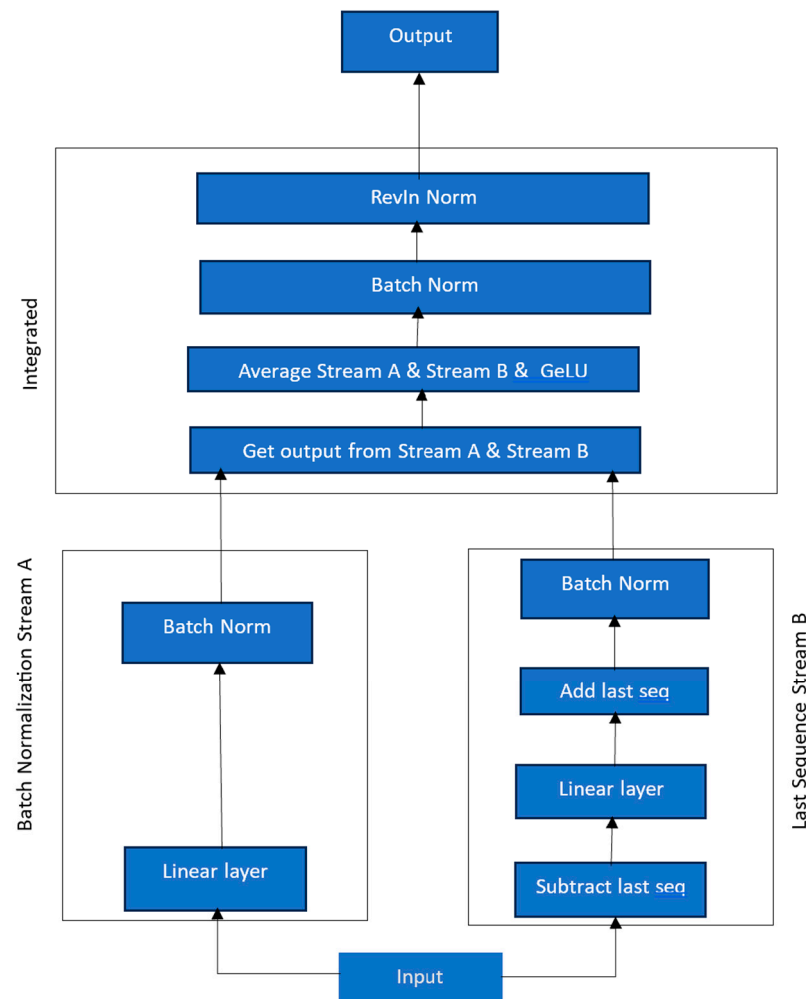 Output
Integrated
RevIn Norm
Batch Norm
Average Stream A & Stream B & GeLU
Get output from Stream A & Stream B
Batch Normalization Stream A
Batch Norm
Linear layer
Last Sequence Stream B
Batch Norm
Add last seq
Linear layer
Subtract last seq
Input